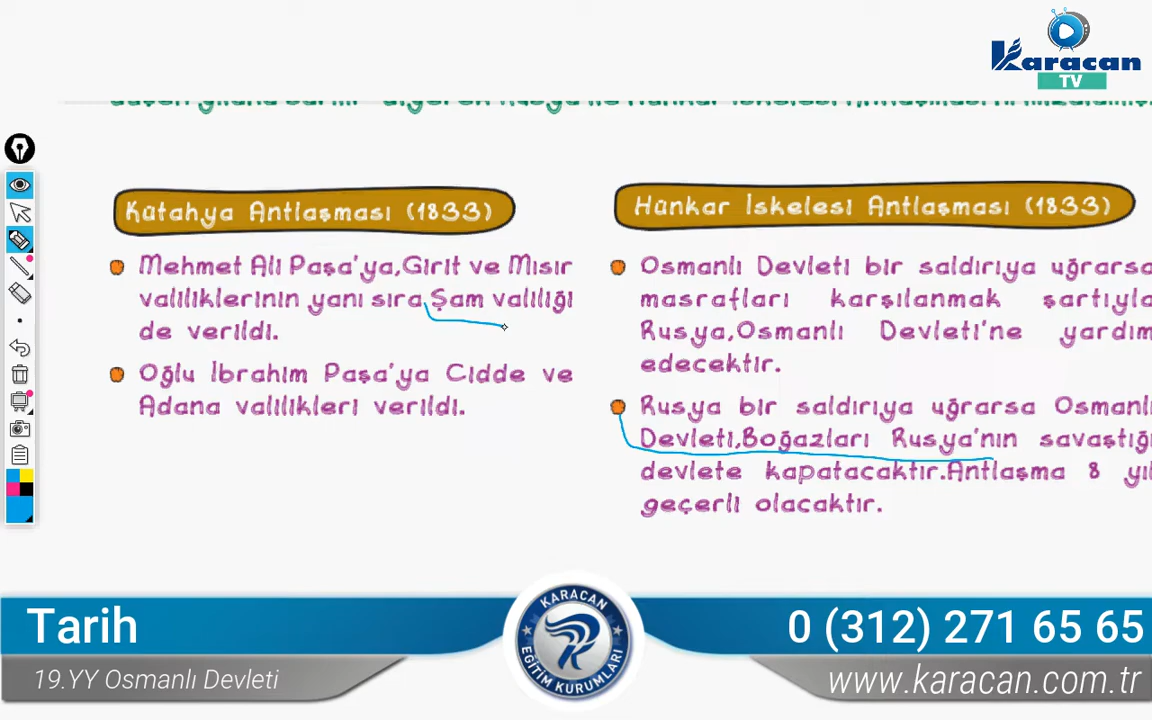 Karacan
TV
Kütahya Antlaşması (1833)
Mehmet Ali Paşa'ya,Girit ve Mısır
valiliklerinin yanı sıra Şam valiliği
de verildi.
Oğlu İbrahim Paşa'ya Cidde ve
Adana valilikleri verildi.
Hünkar İskelesi Antlaşması (1833)
Osmanlı Devleti bir saldırıya uğrarsa
masrafları karşılanmak şartıyla
Rusya,Osmanlı Devleti'ne yardım
edecektir.
Rusya bir saldırıya uğrarsa Osmanlı
Devleti,Boğazları Rusya'nın savaştığı
devlete kapatacaktır.Antlaşma 8 yıl
geçerli olacaktır.
Tarih
19.YY Osmanlı Devleti
KARACAN
EĞİTİM KURUMLARI
0 (312) 271 65 65
www.karacan.com.tr